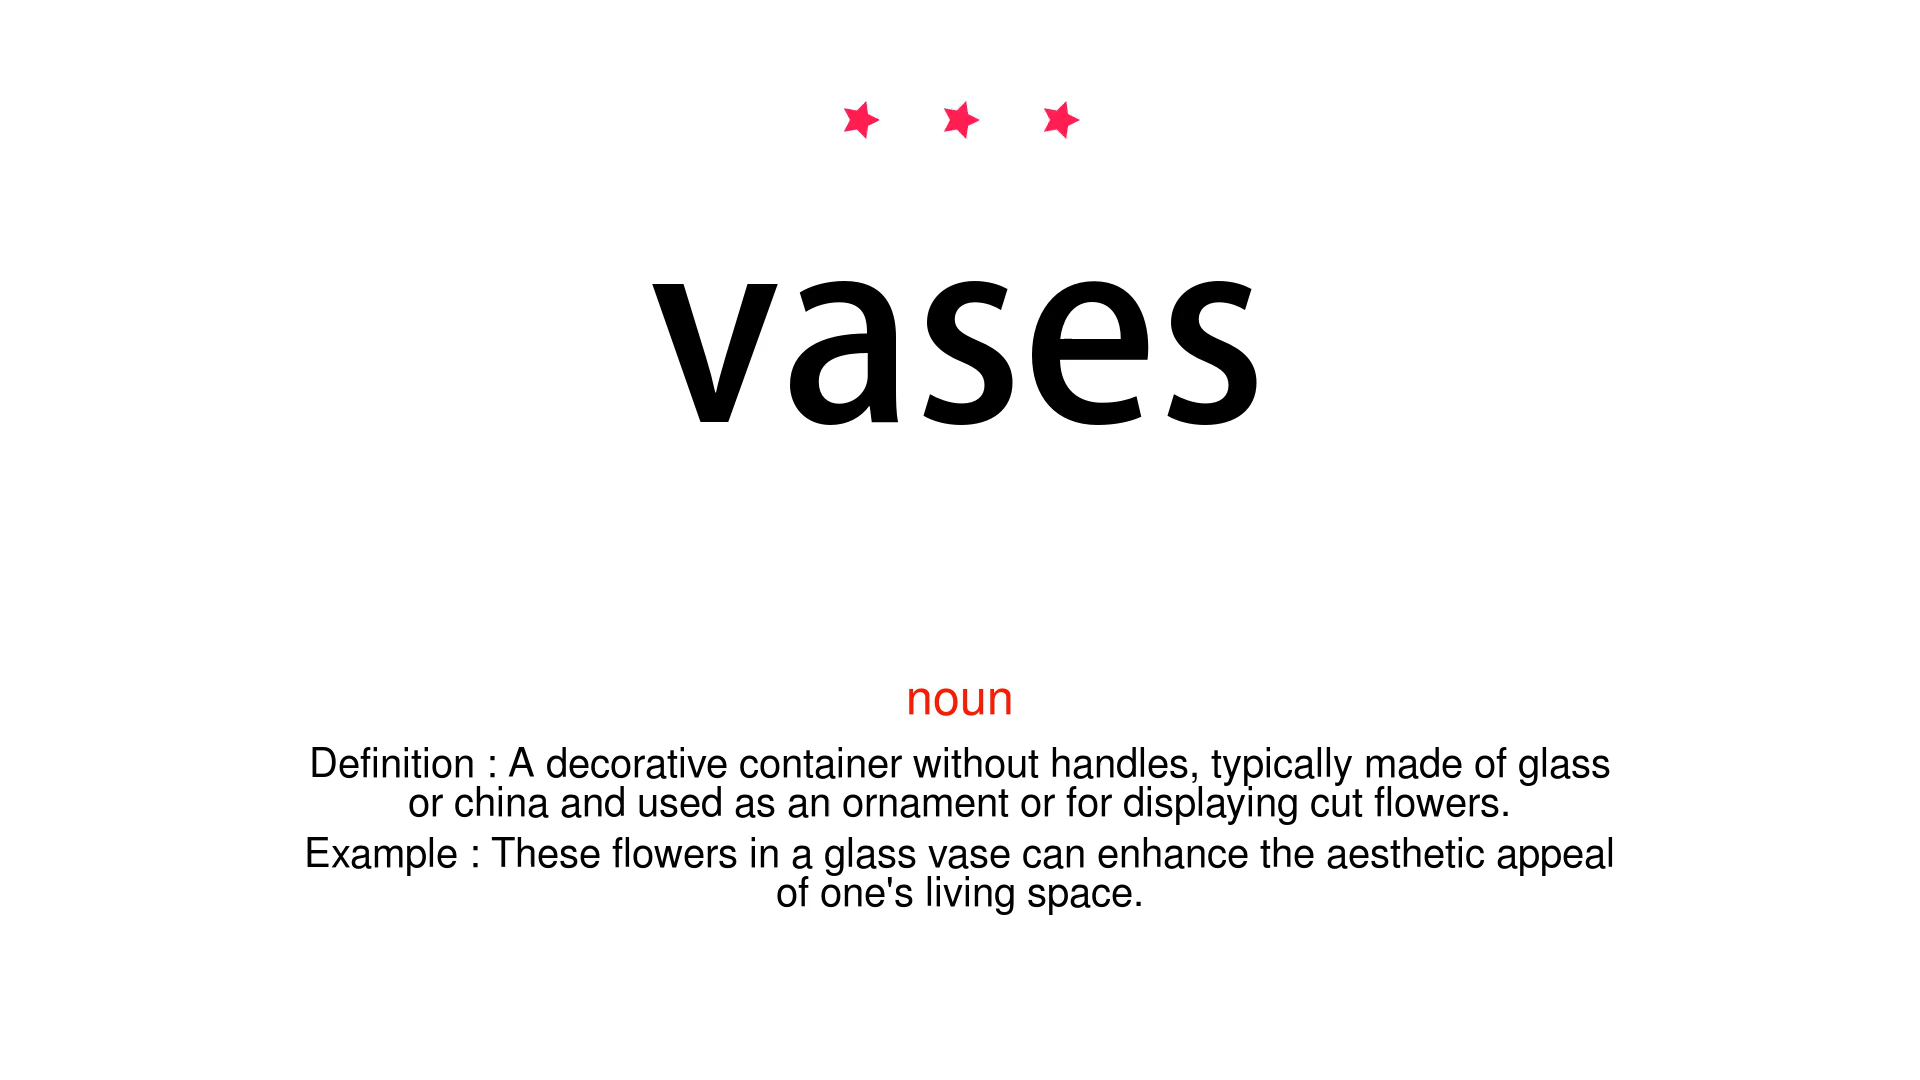 vases
noun
Definition : A decorative container without handles, typically made of glass
or china and used as an ornament or for displaying cut flowers.
Example : These flowers in a glass vase can enhance the aesthetic appeal
of one's living space.